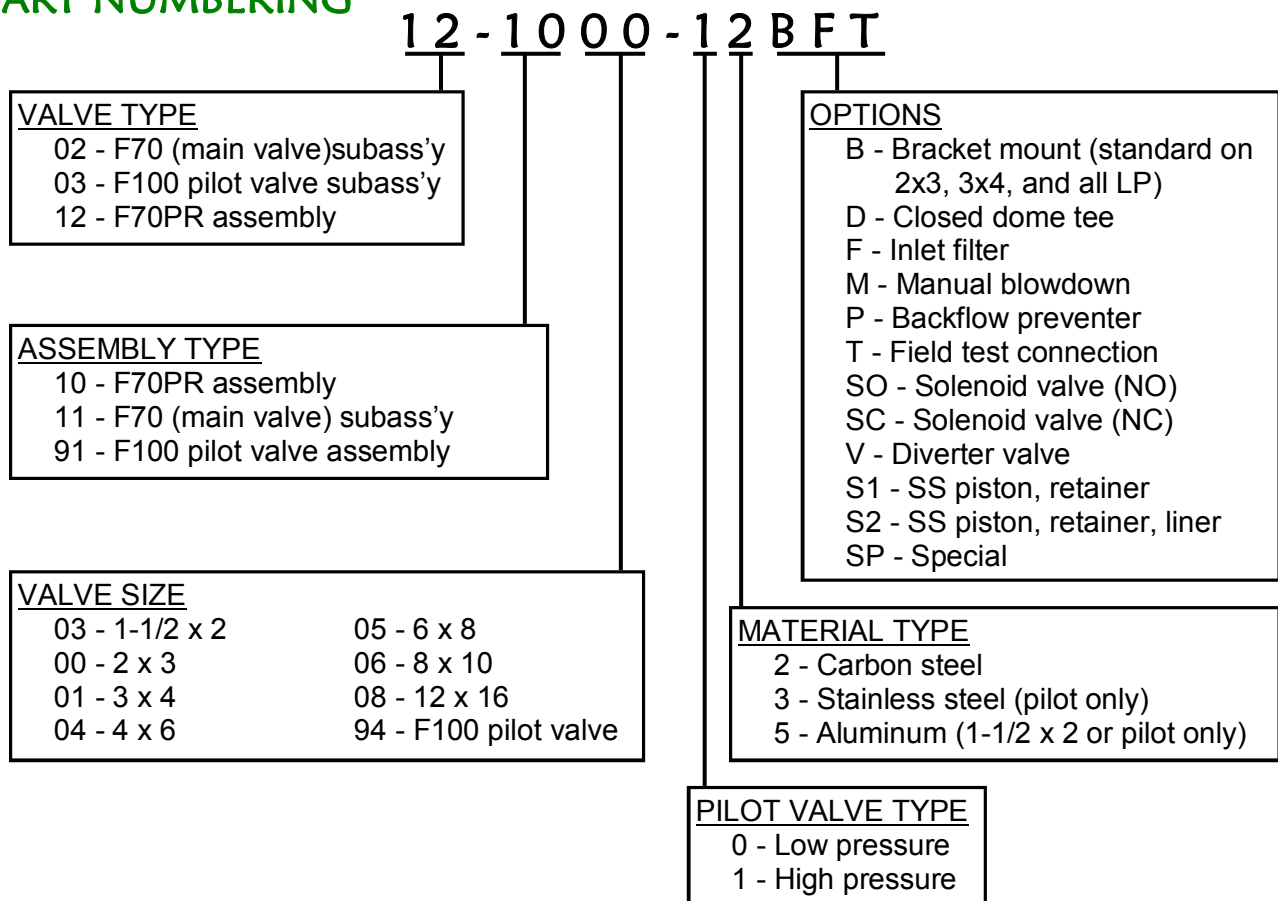 ART NUMBERING
12-1000-12BFT
VALVE TYPE
02 - F70 (main valve)subass’y
03 - F100 pilot valve subass’y
12 - F70PR assembly
ASSEMBLY TYPE
10 - F70PR assembly
11 - F70 (main valve) subass’y
91 - F100 pilot valve assembly
VALVE SIZE
03 - 1-1/2 x 2
00 - 2 x 3
01 - 3 x 4
04 - 4 x 6
05 - 6 x 8
06 - 8 x 10
08 - 12 x 16
94 - F100 pilot valve
OPTIONS
B - Bracket mount (standard on
2x3, 3x4, and all LP)
D - Closed dome tee
F - Inlet filter
M - Manual blowdown
P - Backflow preventer
T - Field test connection
SO - Solenoid valve (NO)
SC - Solenoid valve (NC)
V - Diverter valve
S1 - SS piston, retainer
S2 - SS piston, retainer, liner
SP - Special
MATERIAL TYPE
2 - Carbon steel
3 - Stainless steel (pilot only)
5 - Aluminum (1-1/2 x 2 or pilot only)
PILOT VALVE TYPE
0 - Low pressure
1 - High pressure